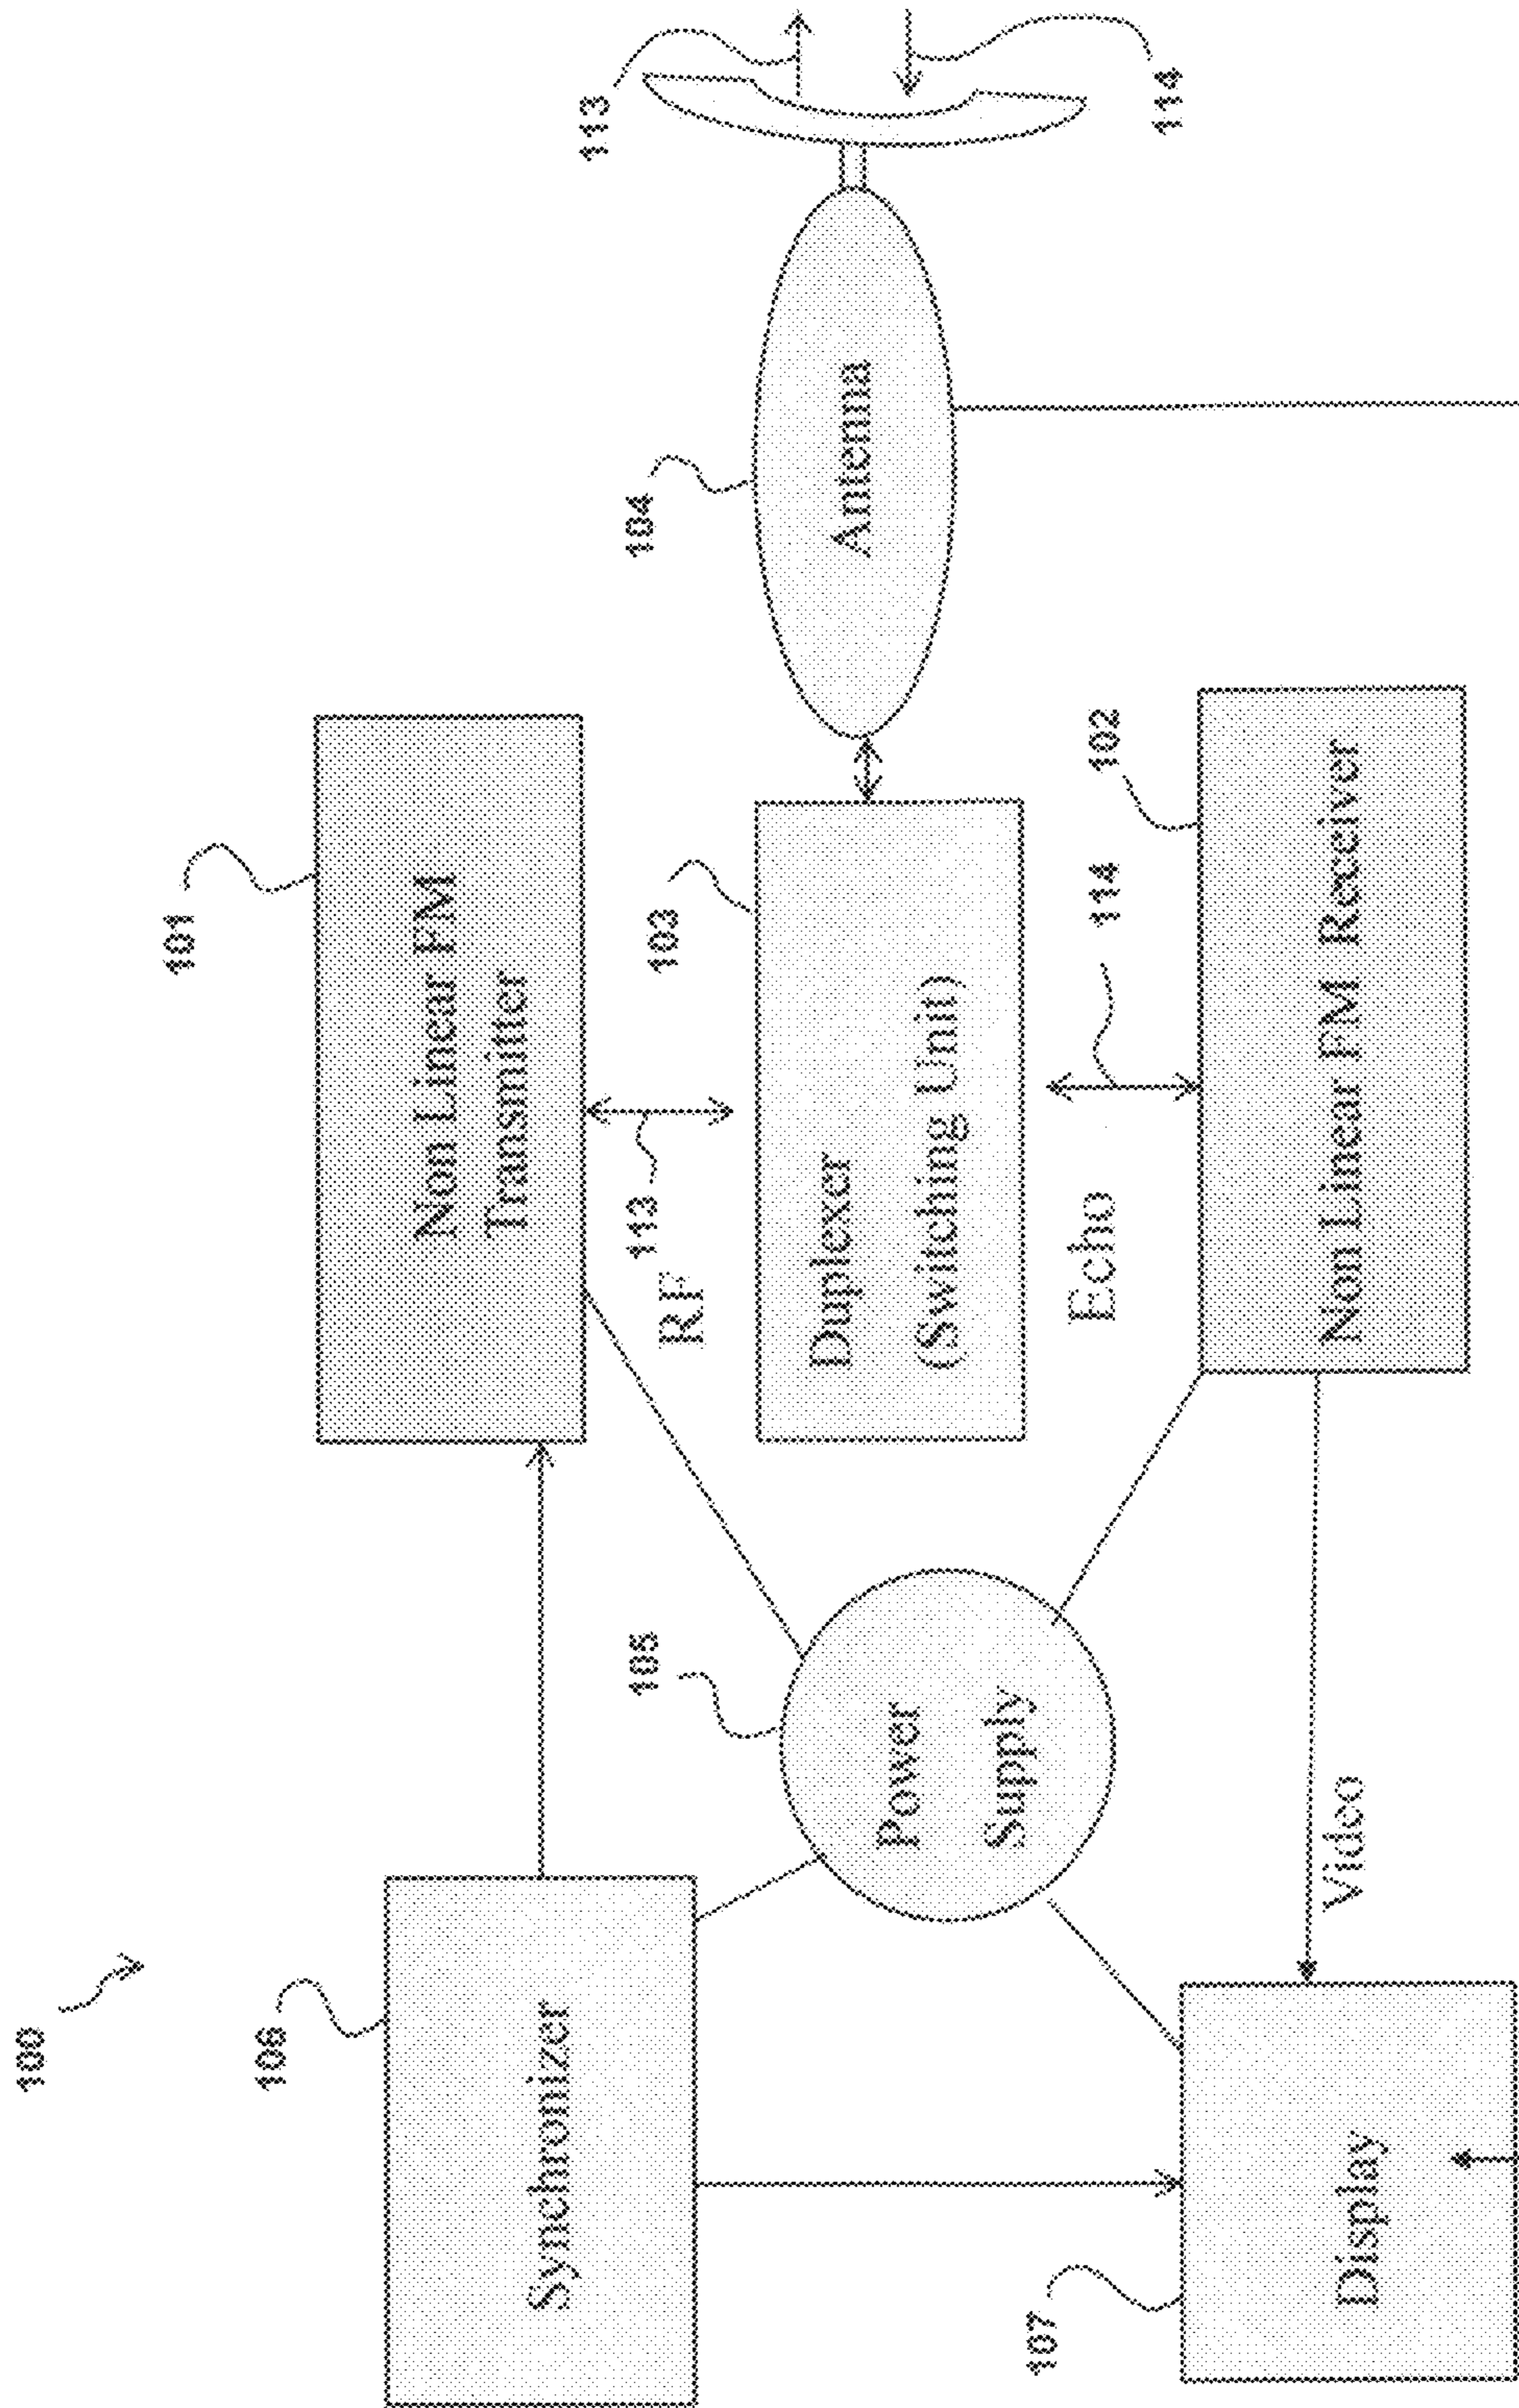 100
106
Synchronizer
101
Non Linear FM
Transmitter
113
RF
105
Power
Supply
103
Duplexer
(Switching Unit)
104
Antenna
113
114
Echo
114
102
Non Linear FM Receiver
Video
107
Display